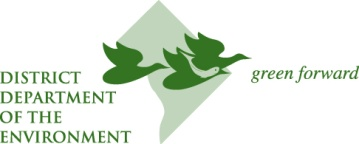 DISTRICT
DEPARTMENT
OF THE
ENVIRONMENT
green forward